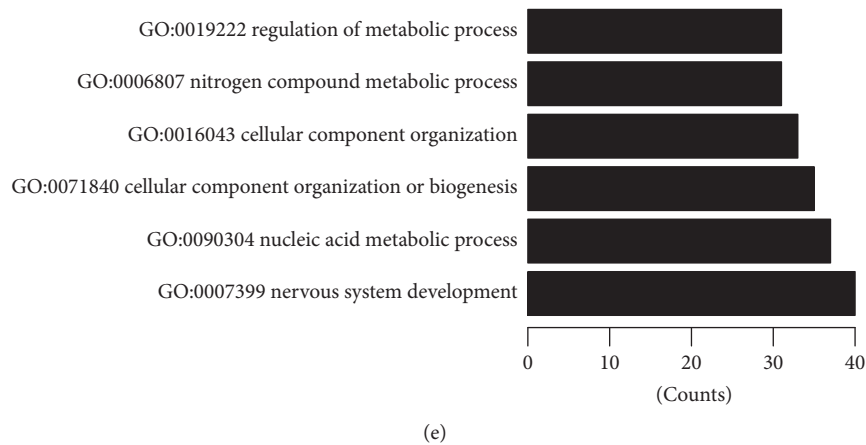 GO:0019222 regulation of metabolic process
GO:0006807 nitrogen compound metabolic process
GO:0016043 cellular component organization
GO:0071840 cellular component organization or biogenesis
GO:0090304 nucleic acid metabolic process
GO:0007399 nervous system development
0 10 20 30 40
(Counts)
(e)